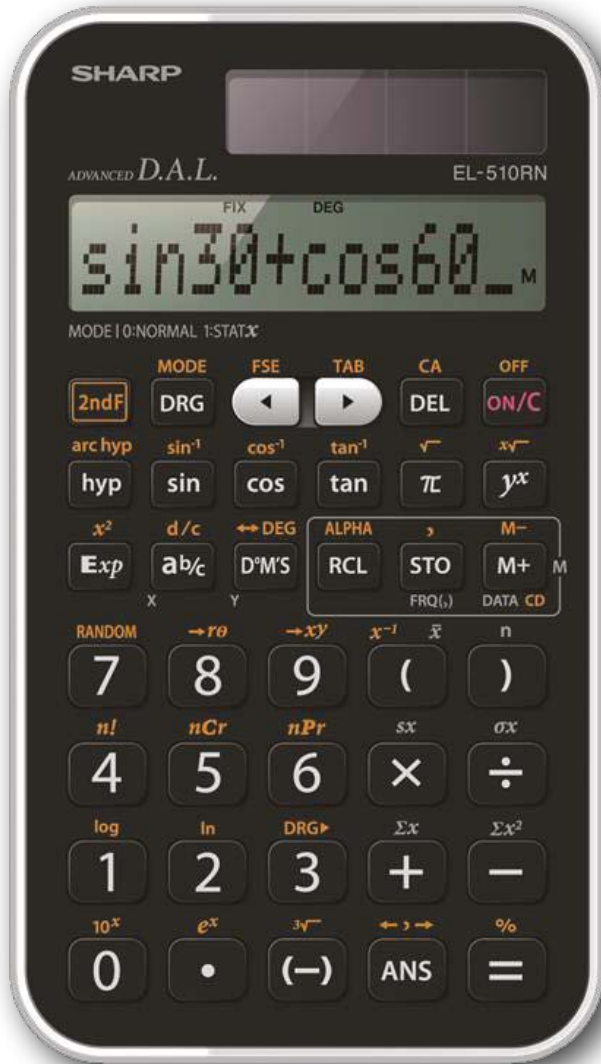 SHARP
ADVANCED D.A.L. EL-510RN
FIX DEG
sin30+cos60_ M
MODE | 0:NORMAL 1:STAT x
MODE FSE TAB CA OFF
2ndF DRG ◀ ▶ DEL ON/C
arc hyp sin⁻¹ cos⁻¹ tan⁻¹ √ x√
hyp sin cos tan π yˣ
x² d/c ↔DEG ALPHA , M−
Exp ab/c D°M'S RCL STO M+ M
X Y FRQ(,) DATA CD
RANDOM →rθ →xy x⁻¹ x̄ n
7 8 9 ( )
n! nCr nPr sx σx
4 5 6 × ÷
log ln DRG▶ Σx Σx²
1 2 3 + −
10ˣ eˣ ³√ ←,→ %
0 • (−) ANS =